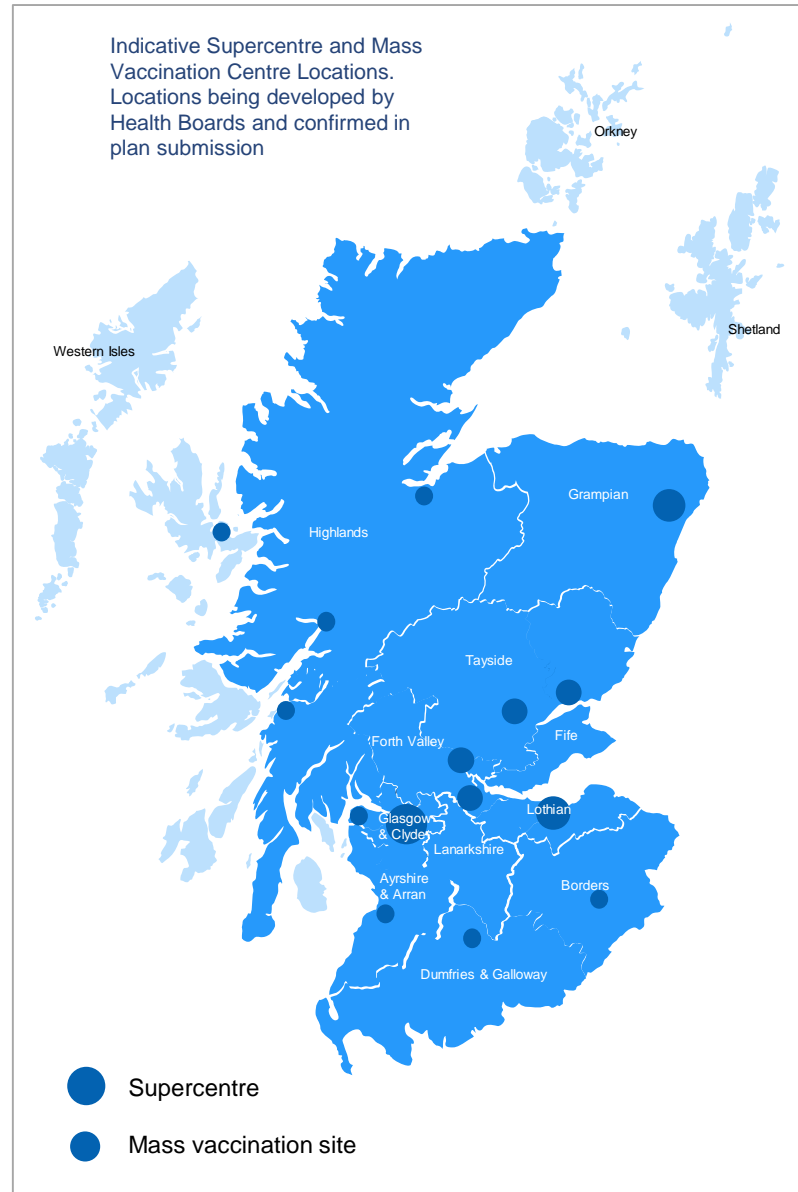 Indicative Supercentre and Mass
Vaccination Centre Locations.
Locations being developed by
Health Boards and confirmed in
plan submission
Orkney
Shetland
Western Isles
Grampian
Highlands
Tayside
Fife
Forth Valley
Lothian
Glasgow
& Clyde
Lanarkshire
Ayrshire
& Arran
Borders
Dumfries & Galloway
Supercentre
Mass vaccination site